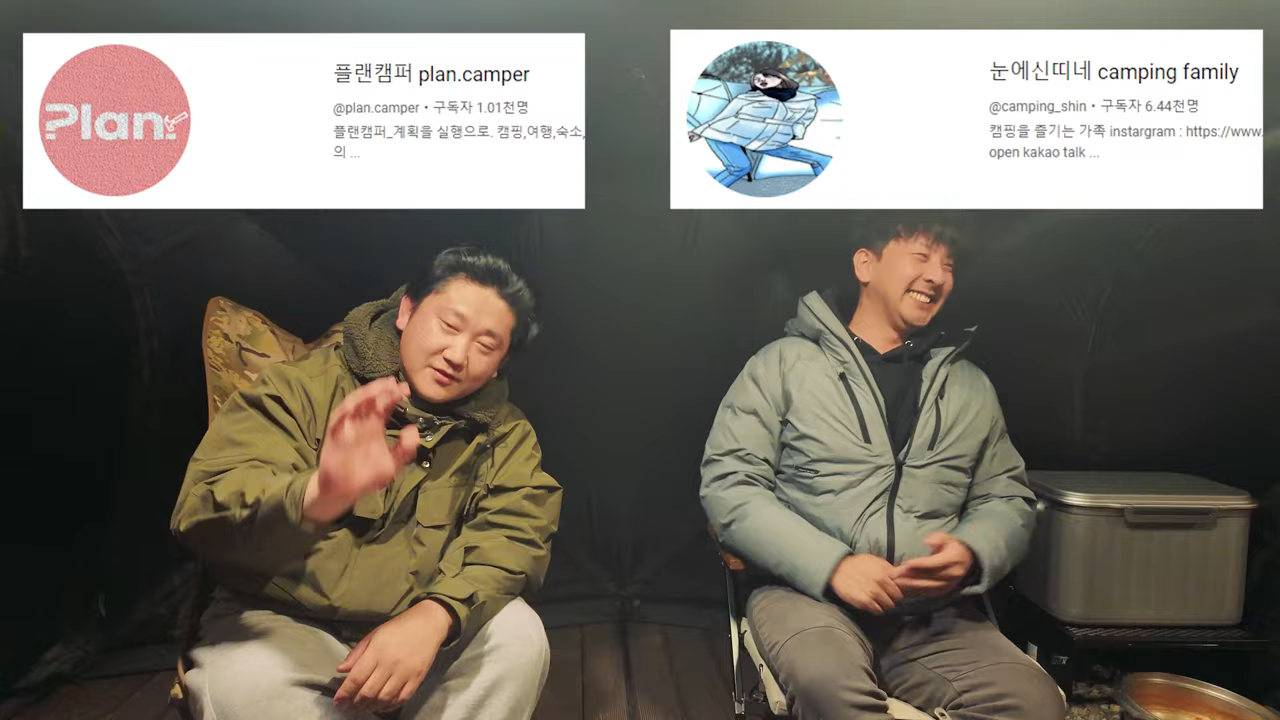 Plan.
플랜캠퍼 plan.camper
@plan.camper • 구독자 1.01천명
플랜캠퍼_계획을 실행으로. 캠핑,여행,숙소,
의 ...
눈에신띠네 camping family
@camping_shin • 구독자 6.44천명
캠핑을 즐기는 가족 instargram : https://www.
open kakao talk ...